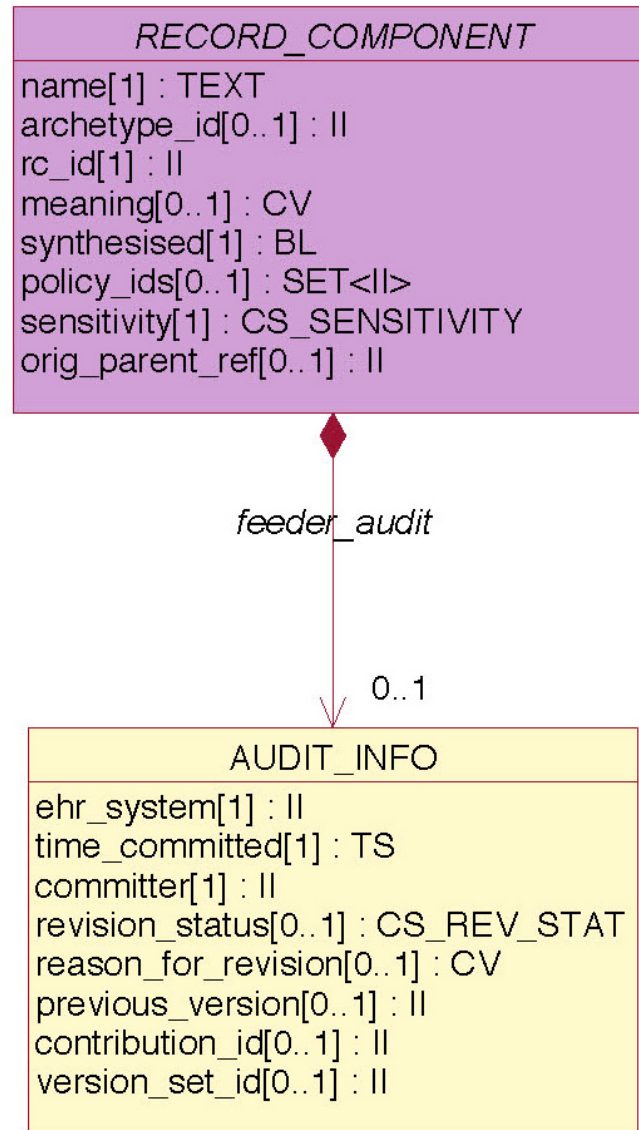 RECORD_COMPONENT
name[1] : TEXT
archetype_id[0..1] : II
rc_id[1] : II
meaning[0..1] : CV
synthesised[1] : BL
policy_ids[0..1] : SET<II>
sensitivity[1] : CS_SENSITIVITY
orig_parent_ref[0..1] : II
feeder_audit
0..1
AUDIT_INFO
ehr_system[1] : II
time_committed[1] : TS
committer[1] : II
revision_status[0..1] : CS_REV_STAT
reason_for_revision[0..1] : CV
previous_version[0..1] : II
contribution_id[0..1] : II
version_set_id[0..1] : II